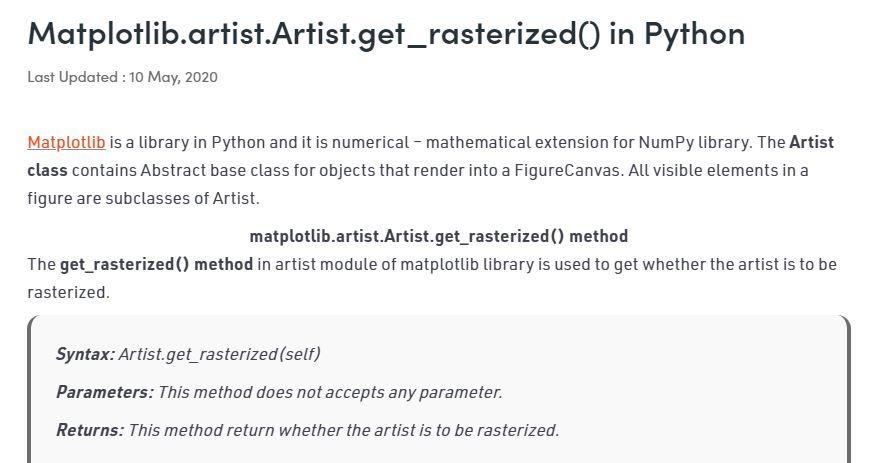 Matplotlib.artist.Artist.get_rasterized() in Python
Last Updated : 10 May, 2020
Matplotlib is a library in Python and it is numerical – mathematical extension for NumPy library. The Artist
class contains Abstract base class for objects that render into a FigureCanvas. All visible elements in a
figure are subclasses of Artist.
matplotlib.artist.Artist.get_rasterized() method
The get_rasterized() method in artist module of matplotlib library is used to get whether the artist is to be
rasterized.
Syntax: Artist.get_rasterized(self)
Parameters: This method does not accepts any parameter.
Returns: This method return whether the artist is to be rasterized.